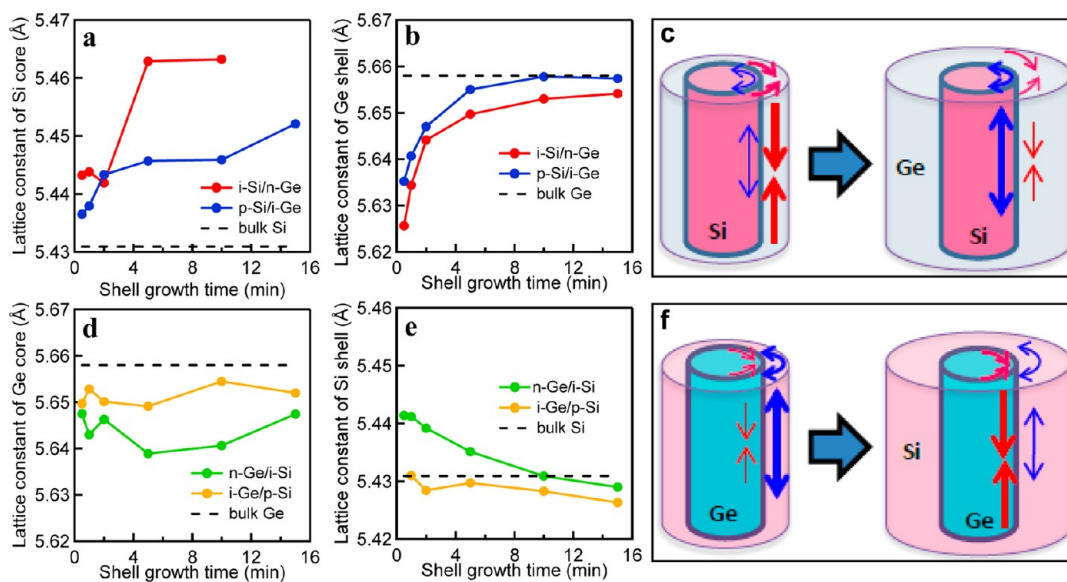 a
Lattice constant of Si core (Å)
5.47
5.46
5.45
5.44
5.43
i-Si/n-Ge
p-Si/i-Ge
bulk Si
0 4 8 12 16
Shell growth time (min)
b
Lattice constant of Ge shell (Å)
5.67
5.66
5.65
5.64
5.63
5.62
i-Si/n-Ge
p-Si/i-Ge
bulk Ge
0 4 8 12 16
Shell growth time (min)
c
Si
Ge
Si
d
Lattice constant of Ge core (Å)
5.67
5.66
5.65
5.64
5.63
5.62
n-Ge/i-Si
i-Ge/p-Si
bulk Ge
0 4 8 12 16
Shell growth time (min)
e
Lattice constant of Si shell (Å)
5.46
5.45
5.44
5.43
5.42
n-Ge/i-Si
i-Ge/p-Si
bulk Si
0 4 8 12 16
Shell growth time (min)
f
Ge
Si
Ge